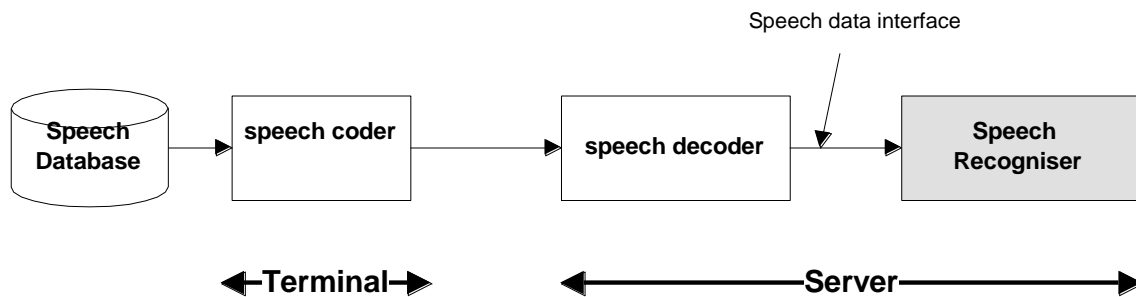 Speech data interface
Speech
Database
speech coder
speech decoder
Speech
Recogniser
Terminal
Server